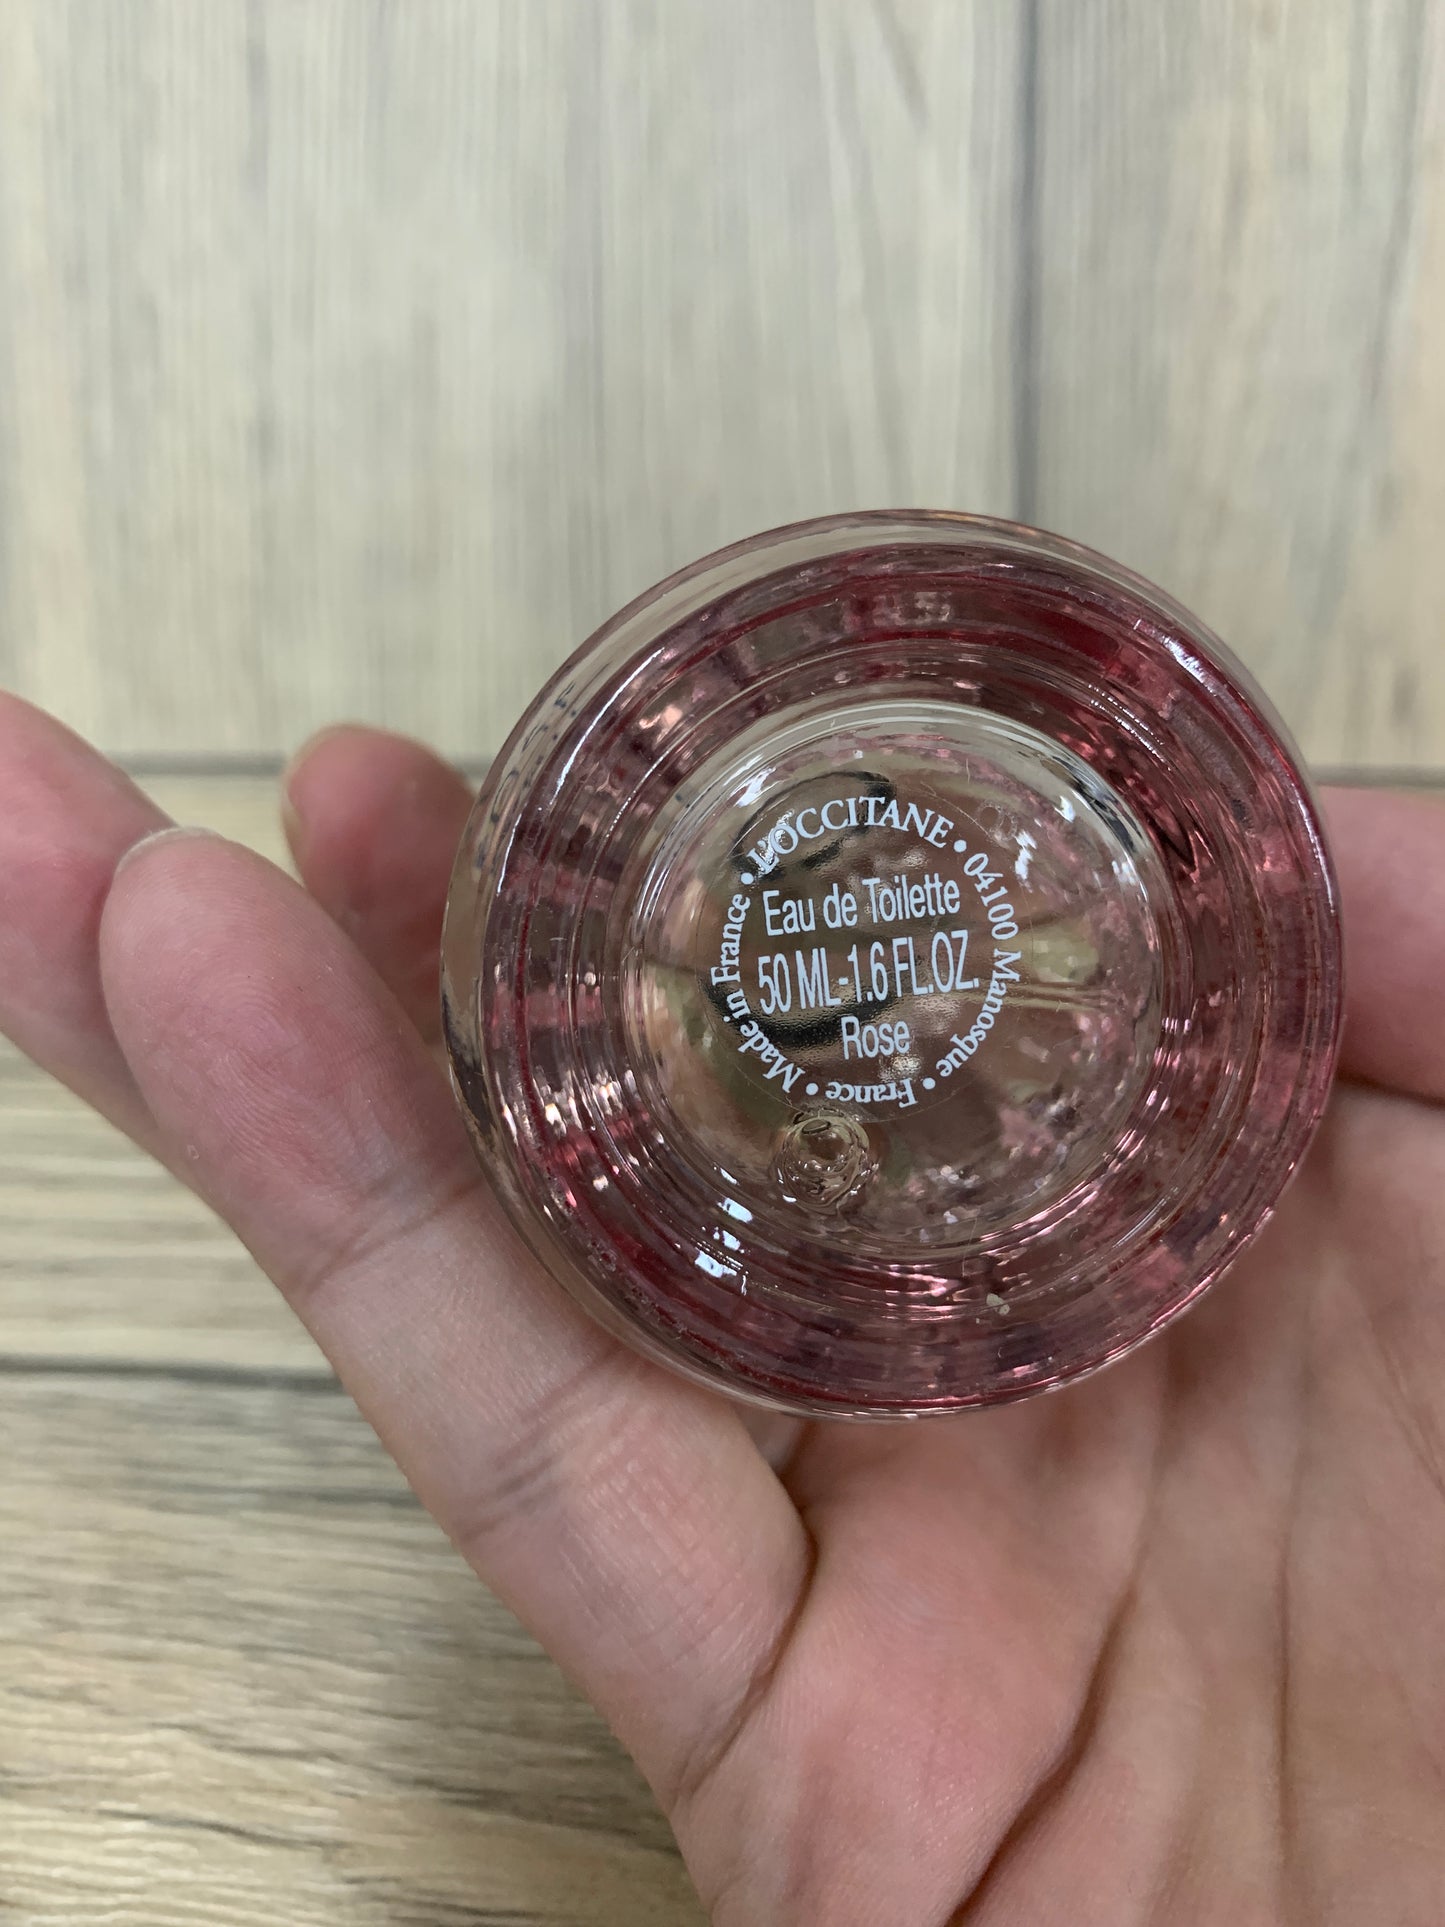 L'OCCITANE • 04100 Manosque • France • Made in France •
Eau de Toilette
50 ML-1.6 FL.OZ.
Rose